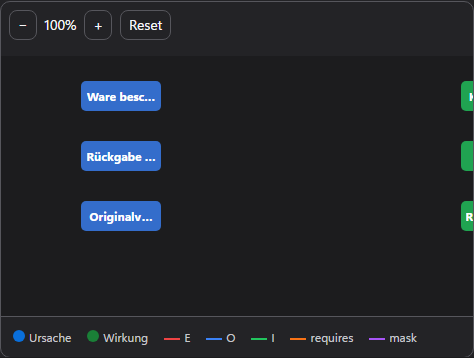 − 100% + Reset
Ware besc...
Rückgabe ...
Originalv...
R
Ursache Wirkung E O I requires mask